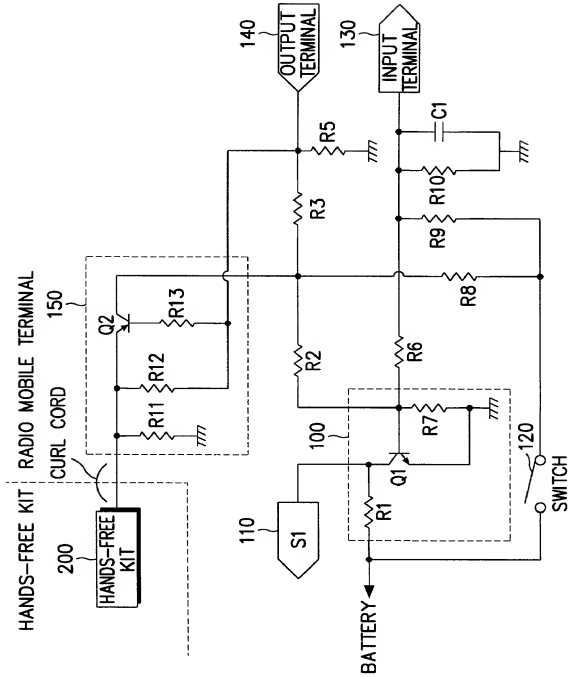 HANDS-FREE KIT
RADIO MOBILE TERMINAL
CURL CORD
200
HANDS-FREE
KIT
150
Q2
R11
R12
R13
140
OUTPUT
TERMINAL
R5
R3
R2
130
INPUT
TERMINAL
C1
R10
R9
R8
R6
100
R7
Q1
R1
110
S1
120
SWITCH
BATTERY